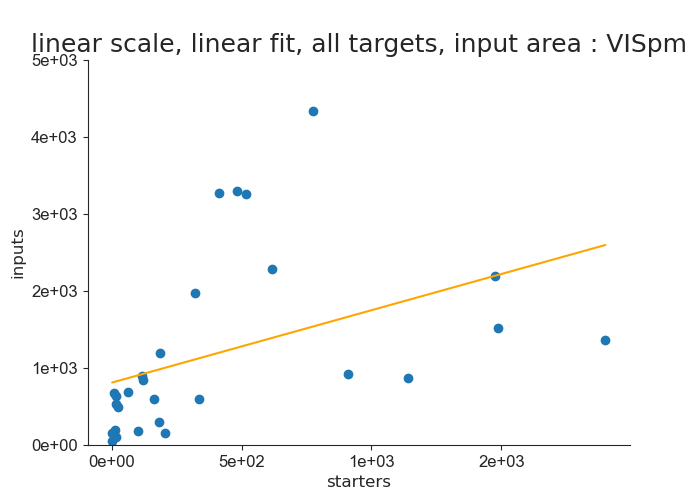 linear scale, linear fit, all targets, input area : VISpm
5e+03
4e+03
3e+03
2e+03
1e+03
0e+00
inputs
0e+00 5e+02 1e+03 2e+03
starters